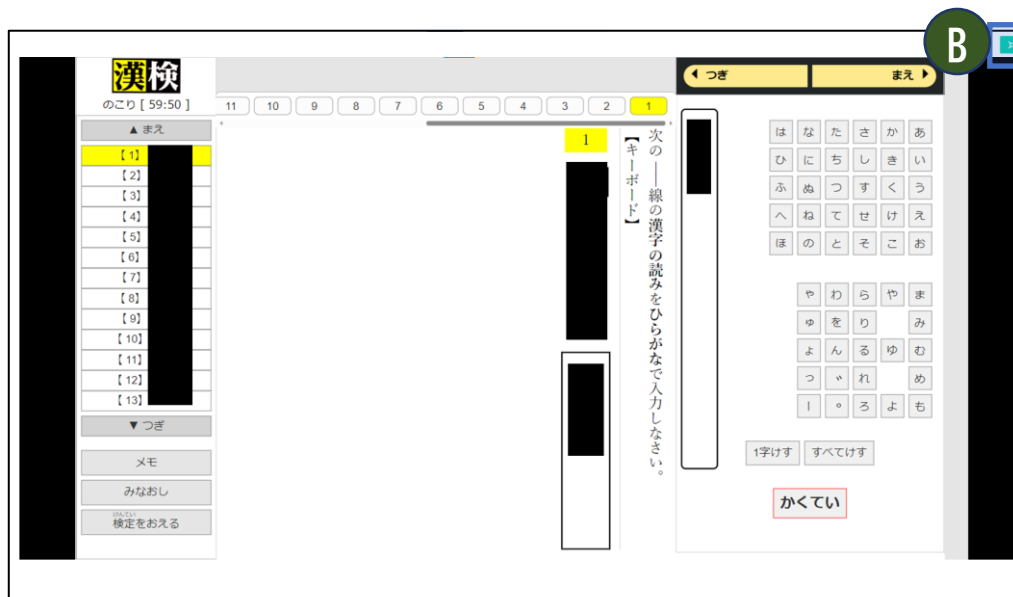 B
漢検
のこり [ 59:50 ]
▲ まえ
【 1】
【 2】
【 3】
【 4】
【 5】
【 6】
【 7】
【 8】
【 9】
【 10】
【 11】
【 12】
【 13】
▼ つぎ
メモ
みなおし
けんてい
検定をおえる
11 10 9 8 7 6 5 4 3 2 1
次の──線の漢字の読みをひらがなで入力しなさい。
【キーボード】
1
つぎ まえ
は な た さ か あ
ひ に ち し き い
ふ ぬ つ す く う
へ ね て せ け え
ほ の と そ こ お
ゃ わ ら や ま
ゅ を り み
ょ ん る ゆ む
っ ゛ れ め
ー ゜ ろ よ も
1字けす すべてけす
かくてい